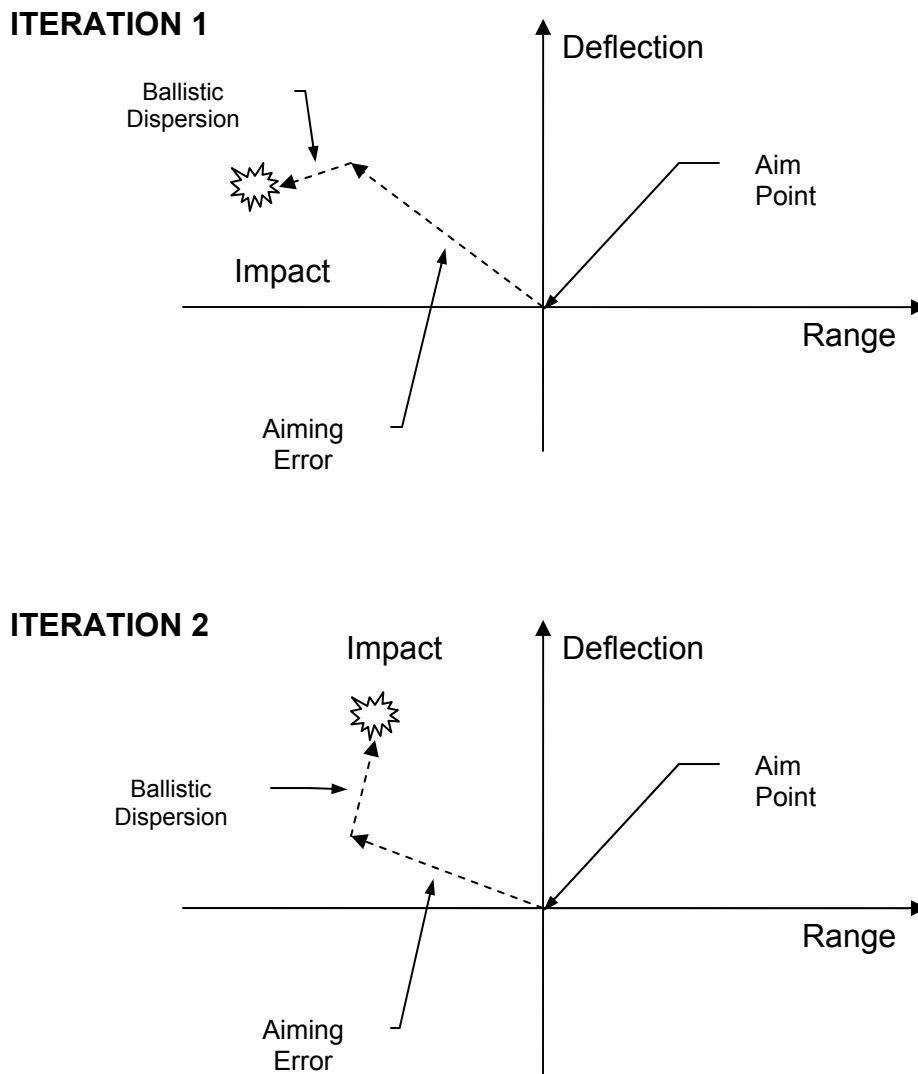 ITERATION 1
Deflection
Ballistic
Dispersion
Aim
Point
Impact
Range
Aiming
Error
ITERATION 2
Impact
Deflection
Aim
Point
Ballistic
Dispersion
Range
Aiming
Error